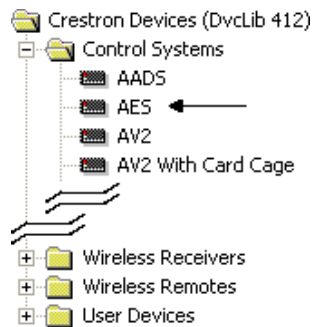 Crestron Devices (DvcLib 412)
Control Systems
AADS
AES
AV2
AV2 With Card Cage
Wireless Receivers
Wireless Remotes
User Devices